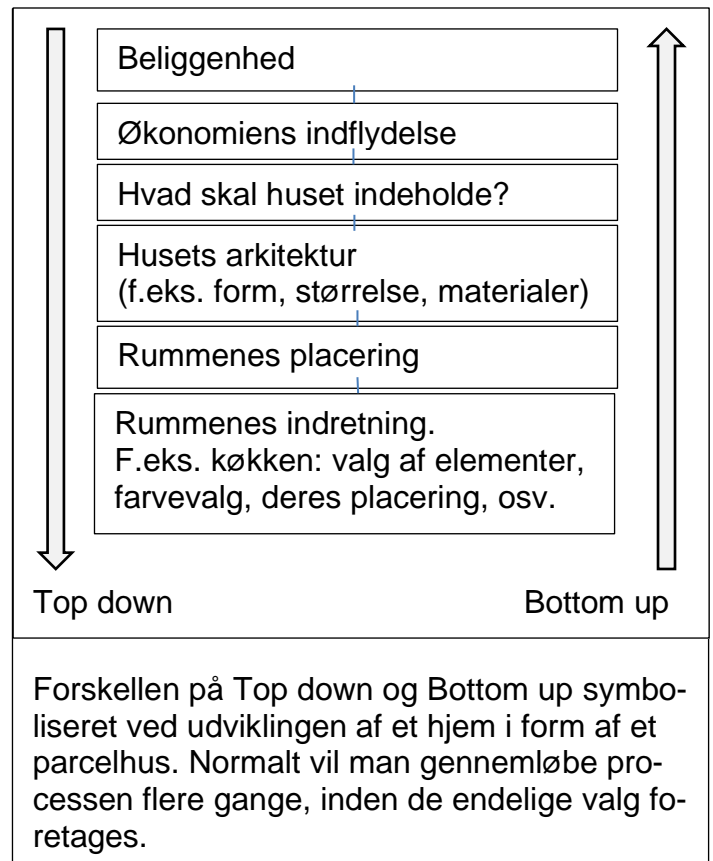 Beliggenhed
Økonomiens indflydelse
Hvad skal huset indeholde?
Husets arkitektur
(f.eks. form, størrelse, materialer)
Rummenes placering
Rummenes indretning.
F.eks. køkken: valg af elementer,
farvevalg, deres placering, osv.
Top down
Bottom up
Forskellen på Top down og Bottom up symbo-
liseret ved udviklingen af et hjem i form af et
parcelhus. Normalt vil man gennemløbe pro-
cessen flere gange, inden de endelige valg fo-
retages.